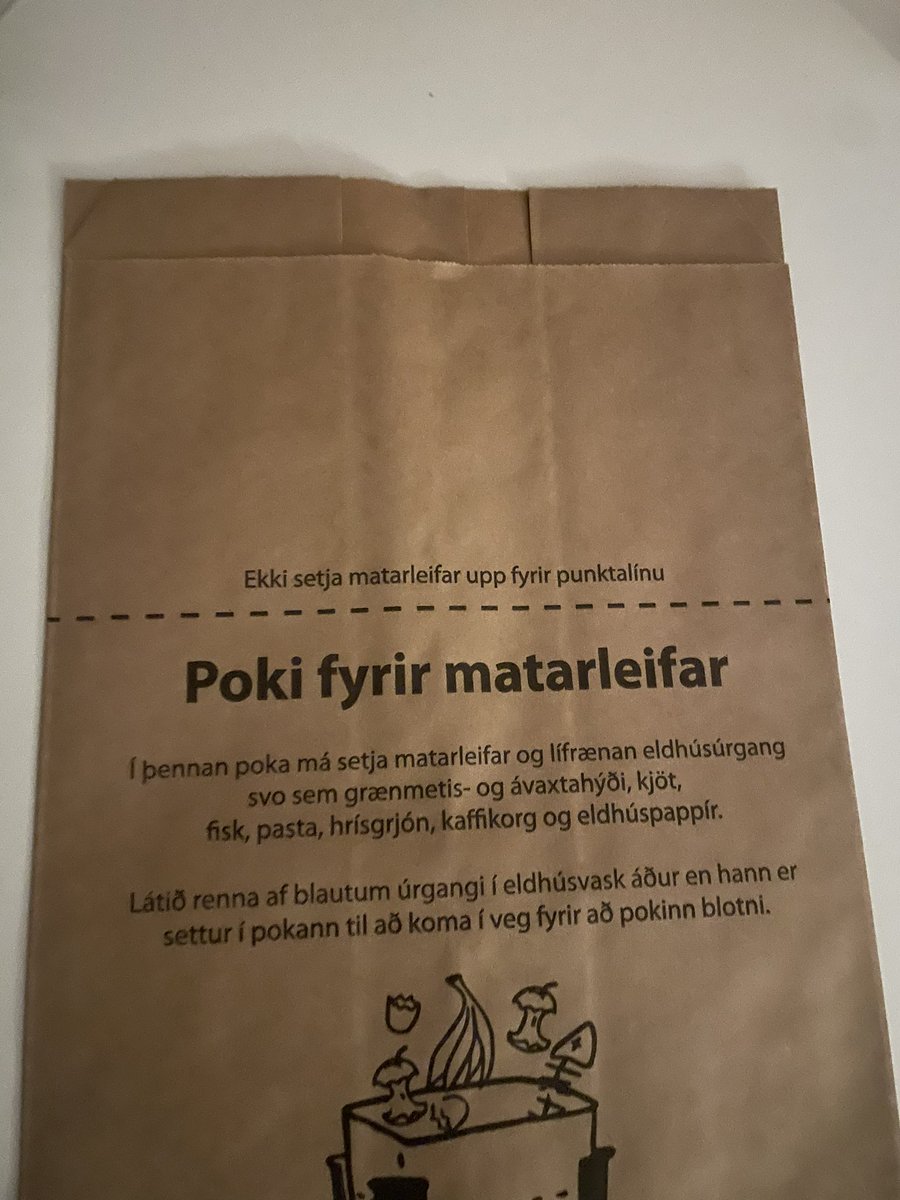 Ekki setja matarleifar upp fyrir punktalínu
Poki fyrir matarleifar
Í þennan poka má setja matarleifar og lífrænan eldhúsúrgang
svo sem grænmetis- og ávaxtahýði, kjöt,
fisk, pasta, hrísgrjón, kaffikorg og eldhúspappír.
Látið renna af blautum úrgangi í eldhúsvask áður en hann er
settur í pokann til að koma í veg fyrir að pokinn blotni.